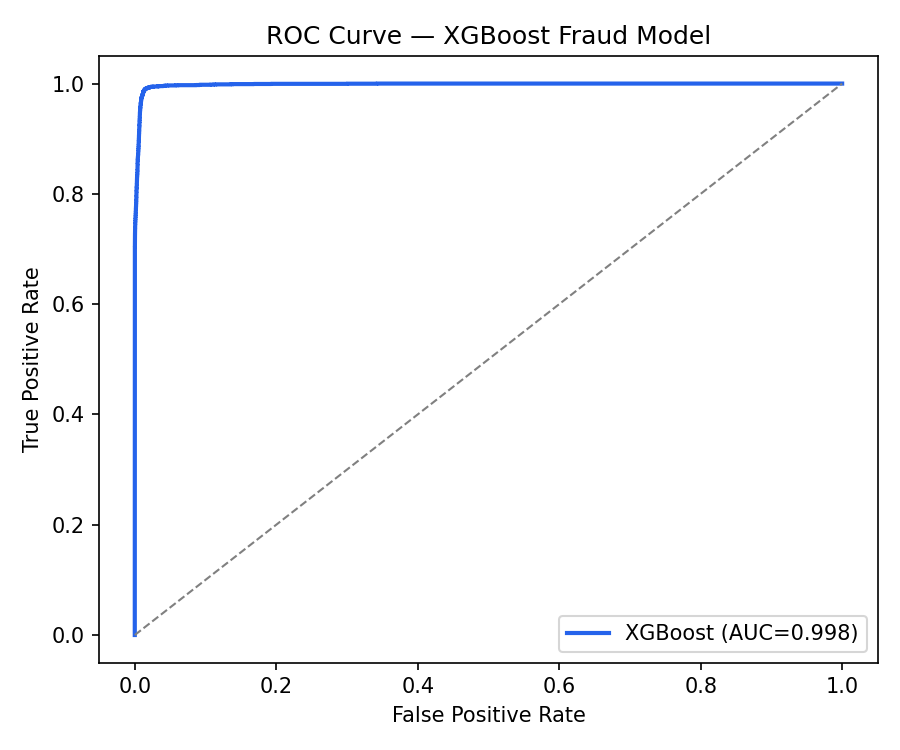 ROC Curve — XGBoost Fraud Model
1.0
0.8
0.6
0.4
0.2
0.0
True Positive Rate
XGBoost (AUC=0.998)
0.0 0.2 0.4 0.6 0.8 1.0
False Positive Rate